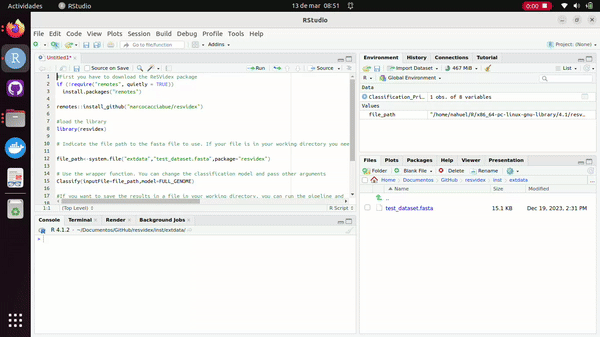 Actividades RStudio 13 de mar 08:51 0:00
RStudio
File Edit Code View Plots Session Build Debug Profile Tools Help
Go to file/function Addins Project: (None)
Untitled1*
Source on Save Run Source
1 #First you have to download the ResVidex package
2 if (!require("remotes", quietly = TRUE))
3 install.packages("remotes")
4
5 remotes::install_github("marcocacciabue/resvidex")
6
7 #load the library
8 library(resvidex)
9
10 # Indicate the file path to the fasta file to use. If your file is in your working directory you nee
11
12 file_path<-system.file("extdata","test_dataset.fasta",package="resvidex")
13
14 # Use the wrapper function. You can change the classification model and pass other arguments
15 Classify(inputFile=file_path,model=FULL_GENOME)
16
17 #If you want to save the results in a file in your working directory, you can run the pipeline and
1:1 (Top Level) R Script
Console Terminal Render Background Jobs
R 4.1.2 · ~/Documentos/GitHub/resvidex/inst/extdata/
>
Environment History Connections Tutorial
Import Dataset 467 MiB List
R Global Environment
Data
Classification_Pri… 1 obs. of 8 variables
Values
file_path "/home/nahuel/R/x86_64-pc-linux-gnu-library/4.1/resv…
Files Plots Packages Help Viewer Presentation
Folder Blank File Delete Rename
Home Documentos GitHub resvidex inst extdata
Name Size Modified
..
test_dataset.fasta 15.1 KB Dec 19, 2023, 2:31 PM